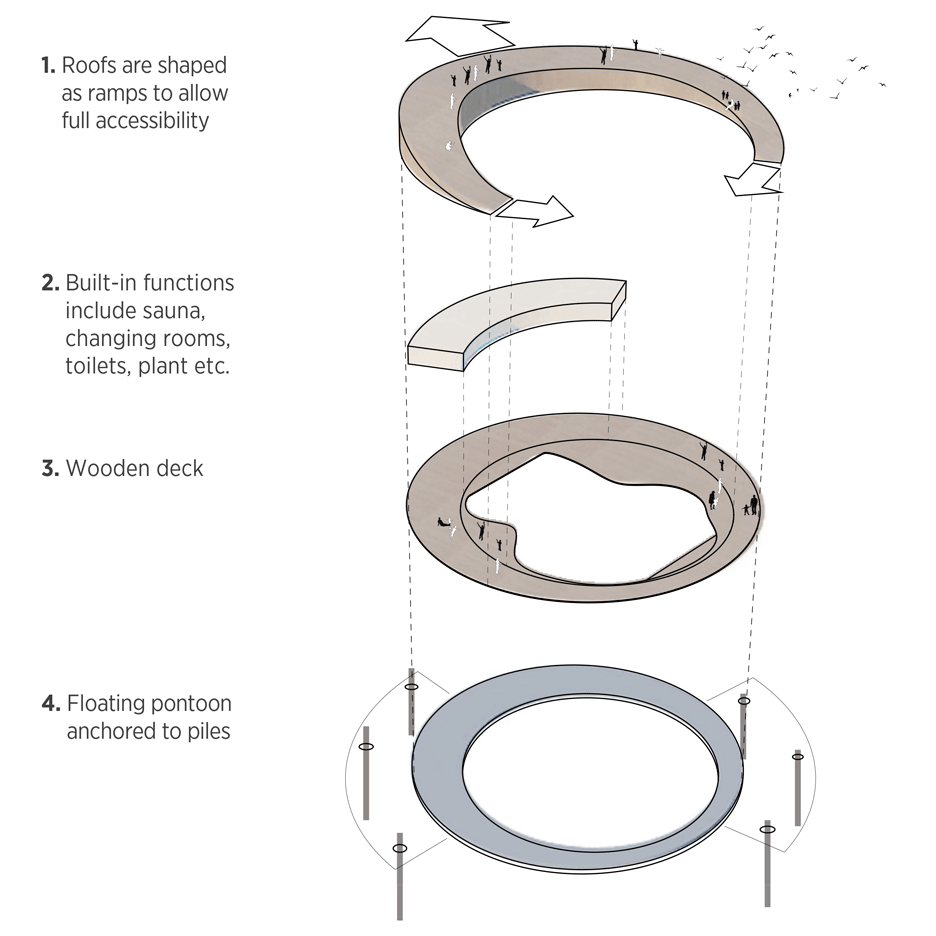 1. Roofs are shaped
as ramps to allow
full accessibility
2. Built-in functions
include sauna,
changing rooms,
toilets, plant etc.
3. Wooden deck
4. Floating pontoon
anchored to piles